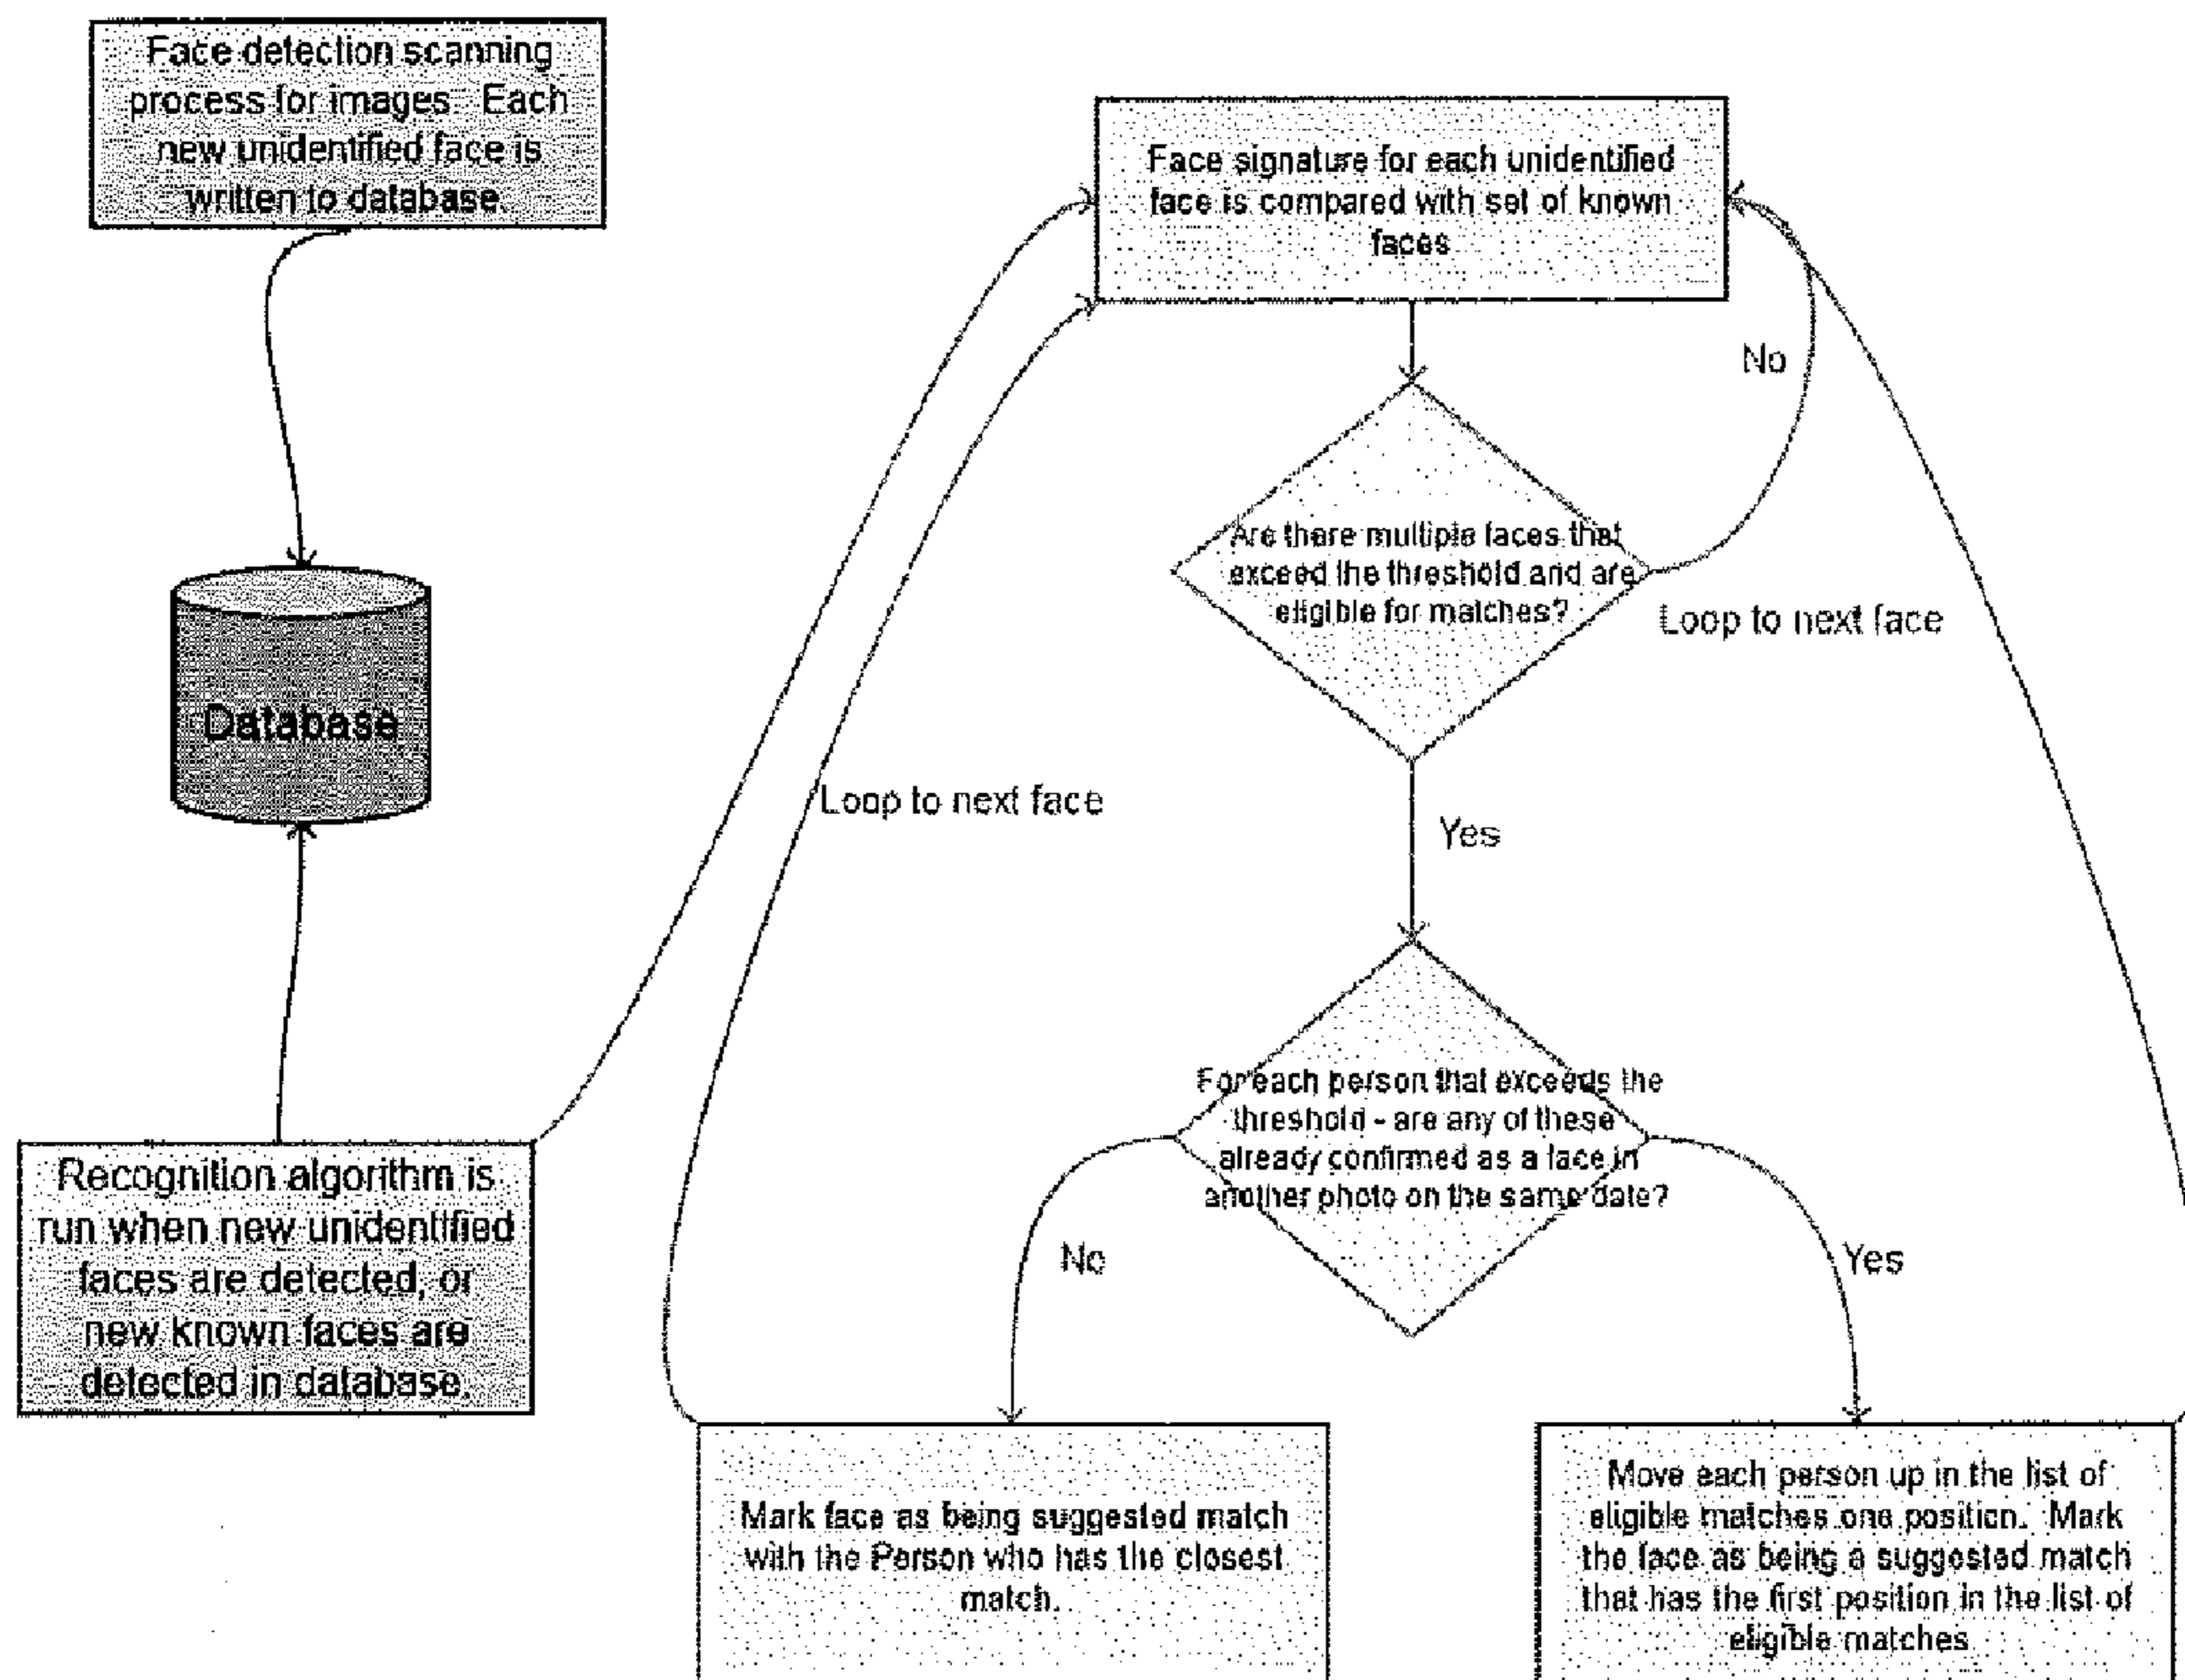 Face detection scanning
process for images. Each
new unidentified face is
written to database.
Database
Recognition algorithm is
run when new unidentified
faces are detected, or
new known faces are
detected in database.
Face signature for each unidentified
face is compared with set of known
faces
No
Are there multiple faces that
exceed the threshold and are
eligible for matches?
Loop to next face
Loop to next face
Yes
For each person that exceeds the
threshold - are any of these
already confirmed as a face in
another photo on the same date?
No
Yes
Mark face as being suggested match
with the Person who has the closest
match.
Move each person up in the list of
eligible matches one position. Mark
the face as being a suggested match
that has the first position in the list of
eligible matches